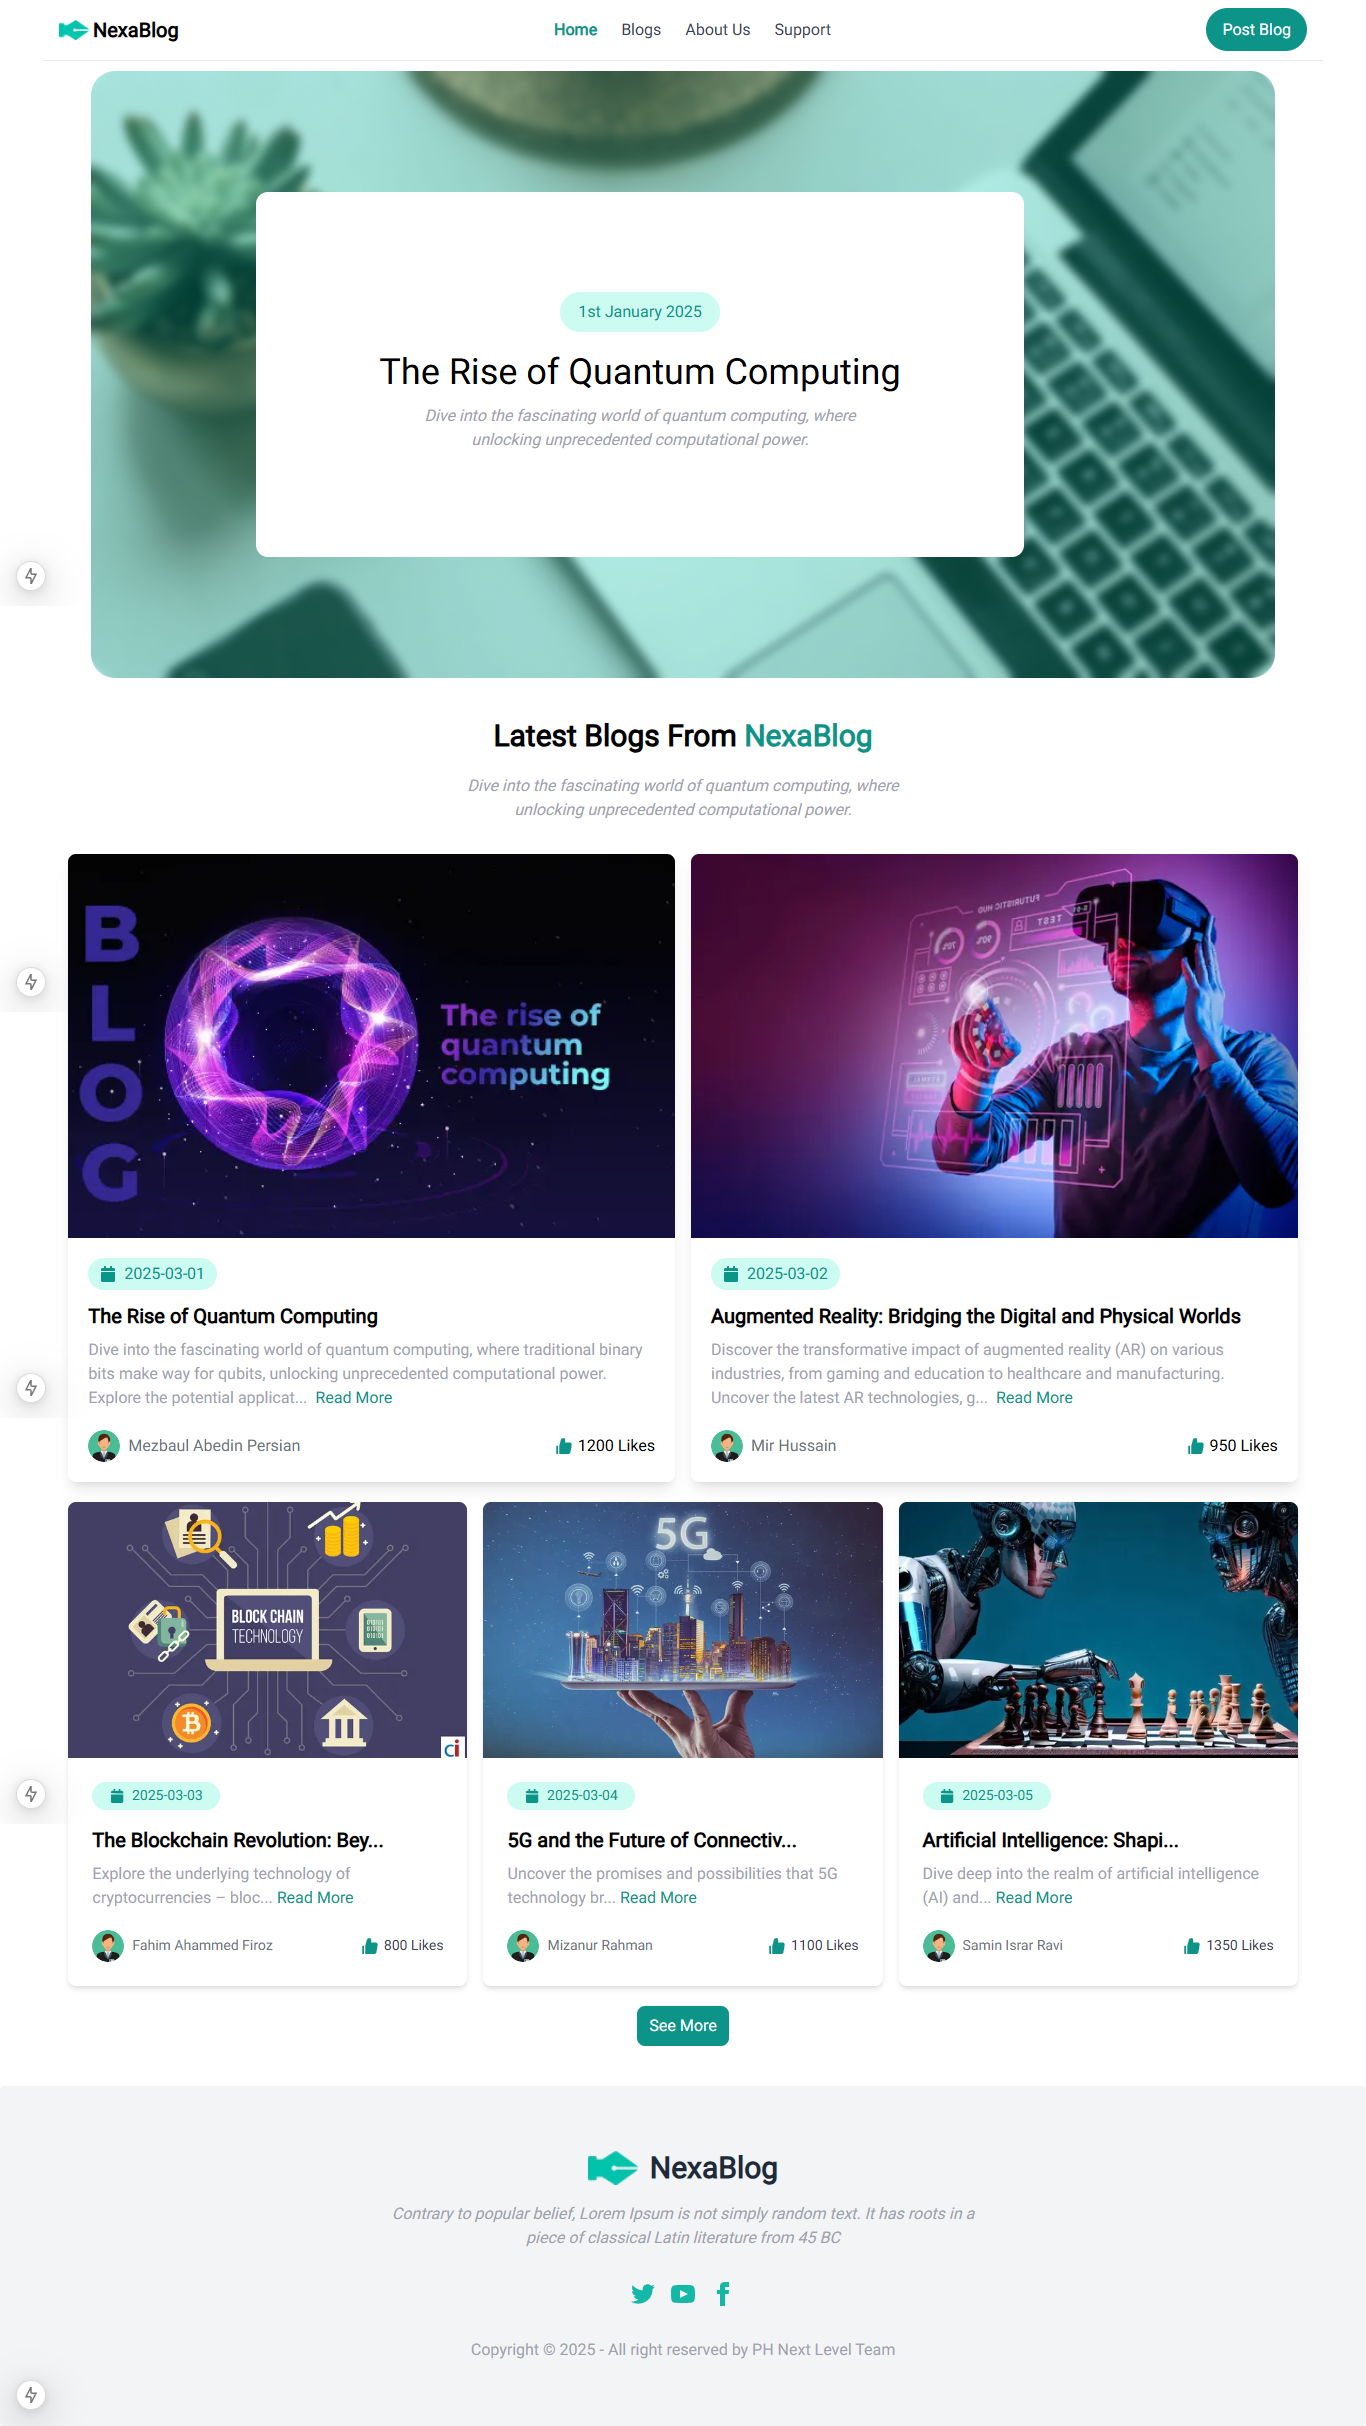 NexaBlog
Home Blogs About Us Support
Post Blog
1st January 2025
The Rise of Quantum Computing
Dive into the fascinating world of quantum computing, where
unlocking unprecedented computational power.
Latest Blogs From NexaBlog
Dive into the fascinating world of quantum computing, where
unlocking unprecedented computational power.
BLOG
The rise of
quantum
computing
2025-03-01
The Rise of Quantum Computing
Dive into the fascinating world of quantum computing, where traditional binary
bits make way for qubits, unlocking unprecedented computational power.
Explore the potential applicat... Read More
Mezbaul Abedin Persian
1200 Likes
FUTURISTIC HUD
TEST
2025-03-02
Augmented Reality: Bridging the Digital and Physical Worlds
Discover the transformative impact of augmented reality (AR) on various
industries, from gaming and education to healthcare and manufacturing.
Uncover the latest AR technologies, g... Read More
Mir Hussain
950 Likes
BLOCK CHAIN
TECHNOLOGY
ci
2025-03-03
The Blockchain Revolution: Bey...
Explore the underlying technology of
cryptocurrencies – bloc... Read More
Fahim Ahammed Firoz
800 Likes
5G
2025-03-04
5G and the Future of Connectiv...
Uncover the promises and possibilities that 5G
technology br... Read More
Mizanur Rahman
1100 Likes
2025-03-05
Artificial Intelligence: Shapi...
Dive deep into the realm of artificial intelligence
(AI) and... Read More
Samin Israr Ravi
1350 Likes
See More
NexaBlog
Contrary to popular belief, Lorem Ipsum is not simply random text. It has roots in a
piece of classical Latin literature from 45 BC
Copyright © 2025 - All right reserved by PH Next Level Team